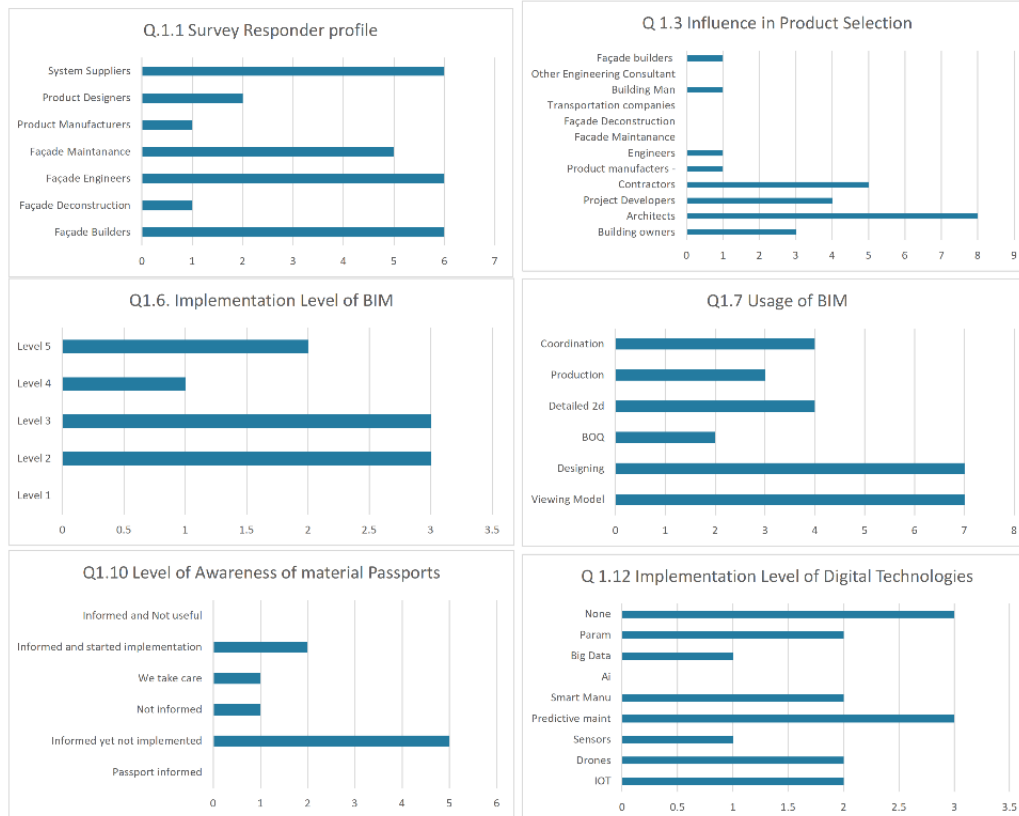 Q.1.1 Survey Responder profile
System Suppliers
Product Designers
Product Manufacturers
Façade Maintanance
Façade Engineers
Façade Deconstruction
Façade Builders
0 1 2 3 4 5 6 7
Q 1.3 Influence in Product Selection
Façade builders
Other Engineering Consultant
Building Man
Transportation companies
Façade Deconstruction
Facade Maintanance
Engineers
Product manufacters -
Contractors
Project Developers
Architects
Building owners
0 1 2 3 4 5 6 7 8 9
Q1.6. Implementation Level of BIM
Level 5
Level 4
Level 3
Level 2
Level 1
0 0.5 1 1.5 2 2.5 3 3.5
Q1.7 Usage of BIM
Coordination
Production
Detailed 2d
BOQ
Designing
Viewing Model
0 1 2 3 4 5 6 7 8
Q1.10 Level of Awareness of material Passports
Informed and Not useful
Informed and started implementation
We take care
Not informed
Informed yet not implemented
Passport informed
0 1 2 3 4 5 6
Q 1.12 Implementation Level of Digital Technologies
None
Param
Big Data
Ai
Smart Manu
Predictive maint
Sensors
Drones
IOT
0 0.5 1 1.5 2 2.5 3 3.5